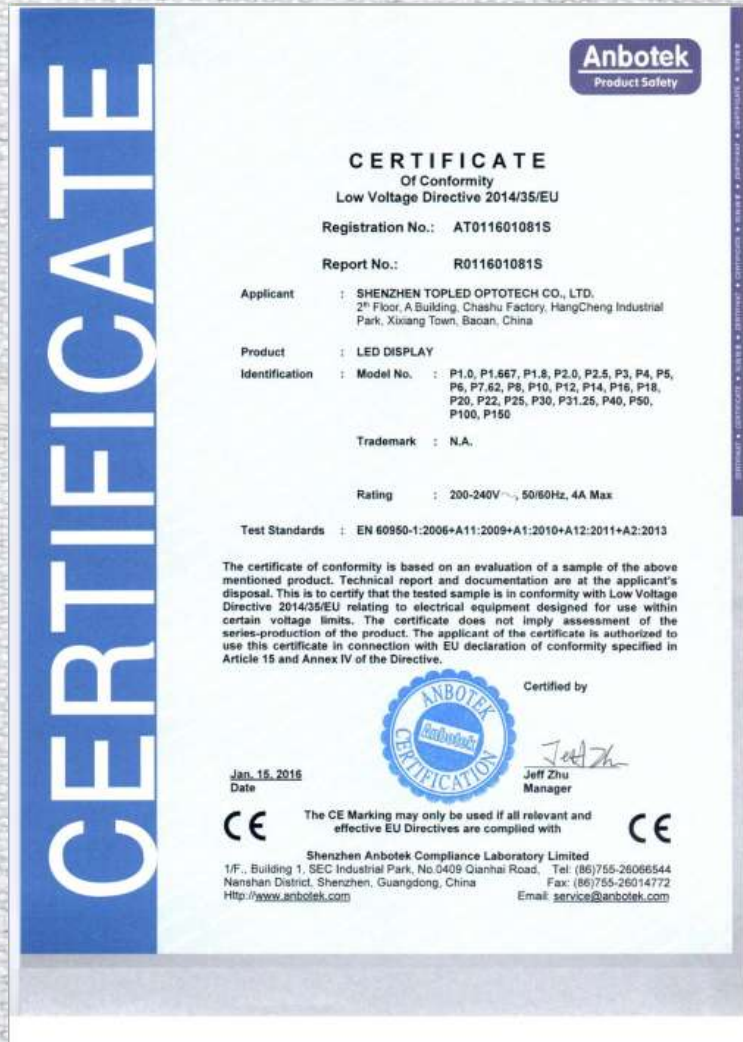 CERTIFICATE
Anbotek
Product Safety
CERTIFICATE
Of Conformity
Low Voltage Directive 2014/35/EU
Registration No.: AT011601081S
Report No.: R011601081S
Applicant : SHENZHEN TOPLED OPTOTECH CO., LTD.
2th Floor, A Building, Chashu Factory, HangCheng Industrial
Park, Xixiang Town, Baoan, China
Product : LED DISPLAY
Identification : Model No. : P1.0, P1.667, P1.8, P2.0, P2.5, P3, P4, P5,
P6, P7.62, P8, P10, P12, P14, P16, P18,
P20, P22, P25, P30, P31.25, P40, P50,
P100, P150
Trademark : N.A.
Rating : 200-240V~, 50/60Hz, 4A Max
Test Standards : EN 60950-1:2006+A11:2009+A1:2010+A12:2011+A2:2013
The certificate of conformity is based on an evaluation of a sample of the above
mentioned product. Technical report and documentation are at the applicant's
disposal. This is to certify that the tested sample is in conformity with Low Voltage
Directive 2014/35/EU relating to electrical equipment designed for use within
certain voltage limits. The certificate does not imply assessment of the
series-production of the product. The applicant of the certificate is authorized to
use this certificate in connection with EU declaration of conformity specified in
Article 15 and Annex IV of the Directive.
ANBOTEK
Anbotek
CERTIFICATION
Certified by
Jan. 15. 2016
Date
Jeff Zhu
Manager
CE
The CE Marking may only be used if all relevant and
effective EU Directives are complied with
CE
Shenzhen Anbotek Compliance Laboratory Limited
1/F., Building 1, SEC Industrial Park, No.0409 Qianhai Road, Tel: (86)755-26066544
Nanshan District, Shenzhen, Guangdong, China Fax: (86)755-26014772
Http://www.anbotek.com Email: service@anbotek.com